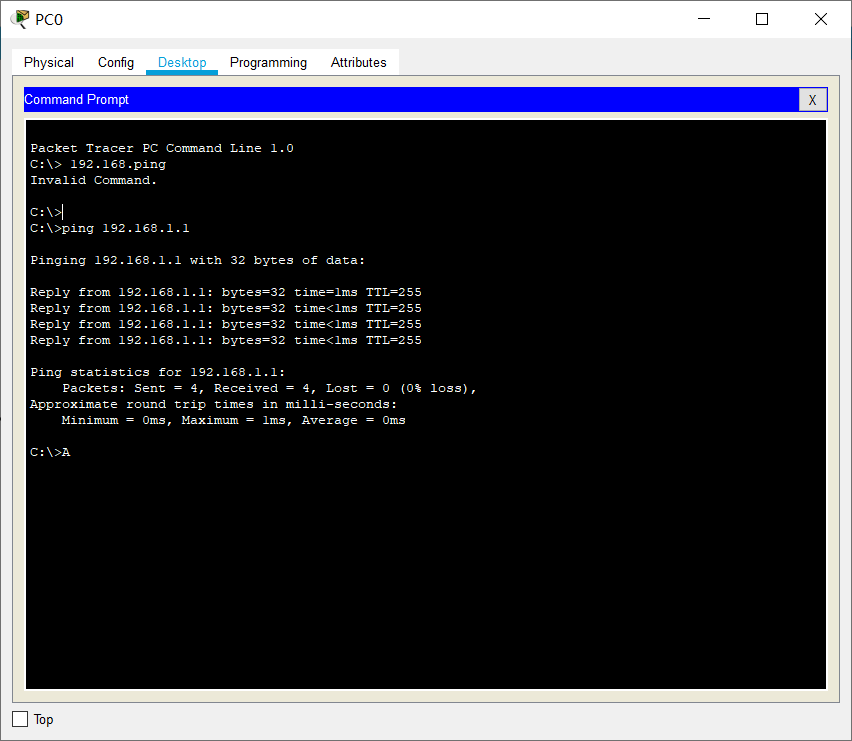 PC0
Physical Config Desktop Programming Attributes
Command Prompt X
Packet Tracer PC Command Line 1.0
C:\> 192.168.ping
Invalid Command.
C:\>
C:\>ping 192.168.1.1
Pinging 192.168.1.1 with 32 bytes of data:
Reply from 192.168.1.1: bytes=32 time=1ms TTL=255
Reply from 192.168.1.1: bytes=32 time<1ms TTL=255
Reply from 192.168.1.1: bytes=32 time<1ms TTL=255
Reply from 192.168.1.1: bytes=32 time<1ms TTL=255
Ping statistics for 192.168.1.1:
    Packets: Sent = 4, Received = 4, Lost = 0 (0% loss),
Approximate round trip times in milli-seconds:
    Minimum = 0ms, Maximum = 1ms, Average = 0ms
C:\>A
Top